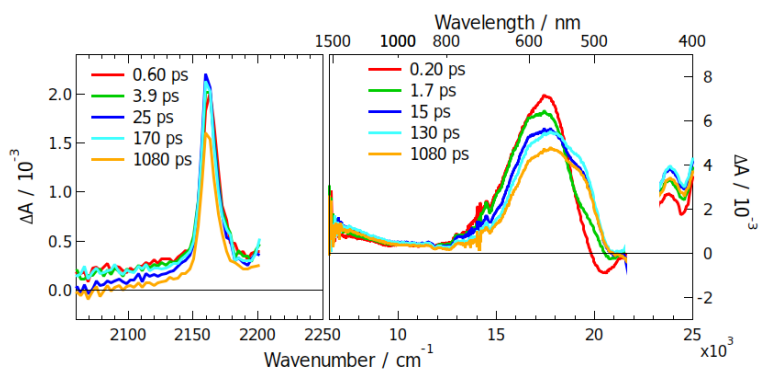 Wavelength / nm
1500 1000 800 600 500 400
0.60 ps
3.9 ps
25 ps
170 ps
1080 ps
0.20 ps
1.7 ps
15 ps
130 ps
1080 ps
ΔA / 10⁻³
2.0
1.5
1.0
0.5
0.0
8
6
4
2
0
-2
ΔA / 10⁻³
2100 2150 2200 2250 10 15 20 25
x10³
Wavenumber / cm⁻¹